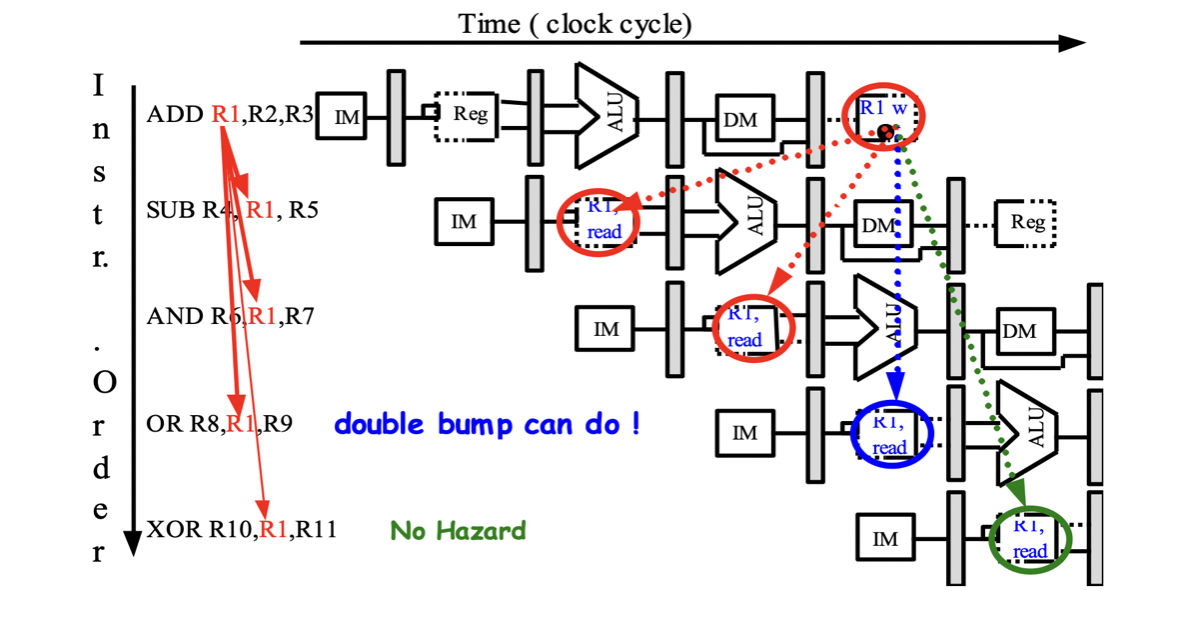 Time ( clock cycle)
I
n
s
t
r.
.
O
r
d
e
r
ADD R1,R2,R3
IM
Reg
ALU
DM
R1 w
SUB R4, R1, R5
IM
R1,
read
ALU
DM
Reg
AND R6,R1,R7
IM
R1,
read
ALU
DM
OR R8,R1,R9
double bump can do !
IM
R1,
read
ALU
XOR R10,R1,R11
No Hazard
IM
R1,
read